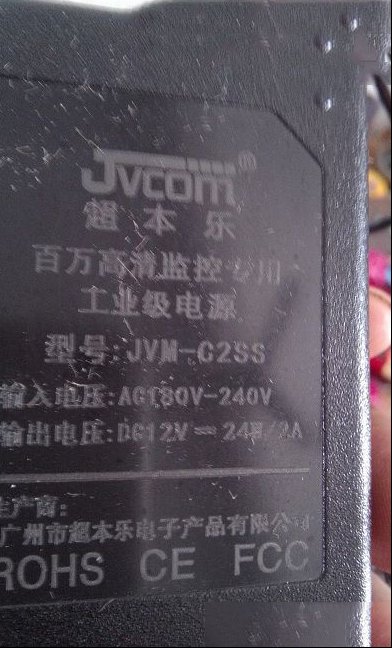 Jvcom®
超本乐
百万高清监控专用
工业级电源
型号:JVM-C2SS
输入电压:AC180V-240V
输出电压:DC12V⎓24W/2A
生产商:
广州市超本乐电子产品有限公司
ROHS CE FCC